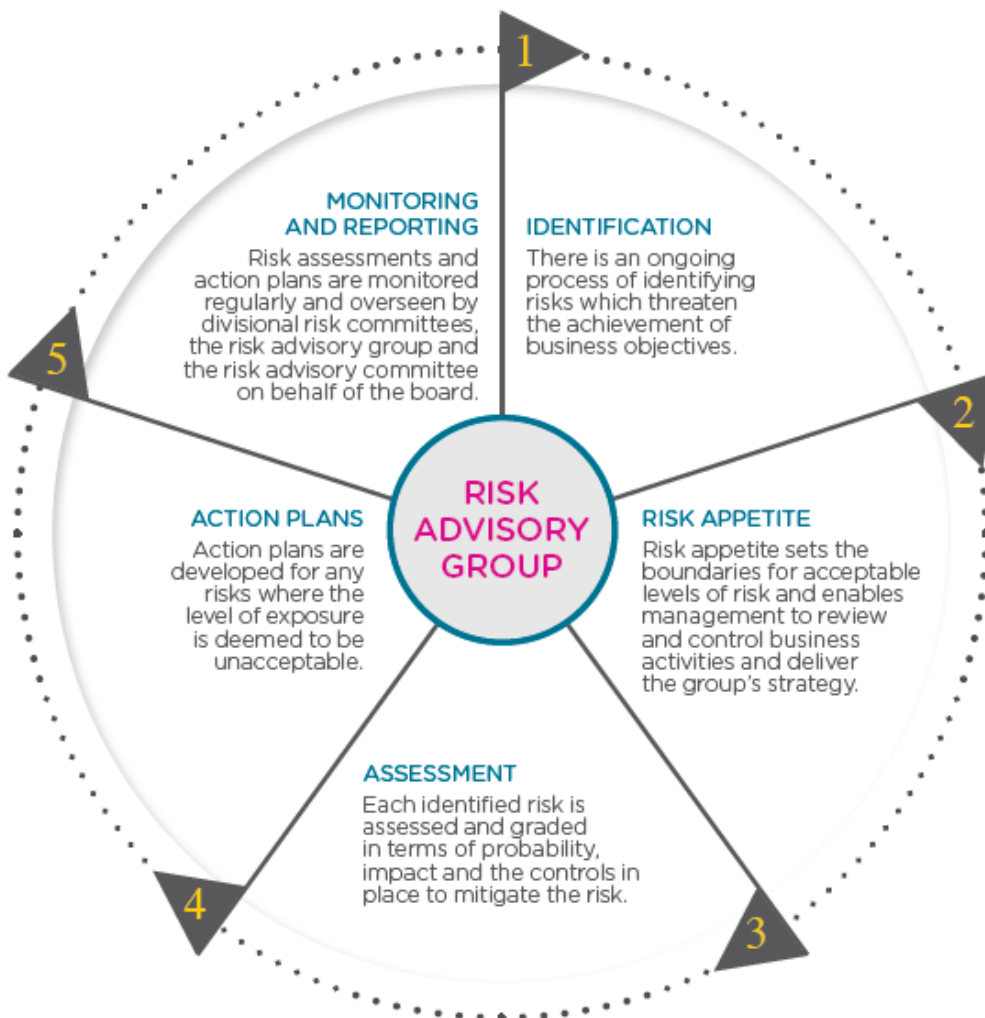 1
IDENTIFICATION
There is an ongoing
process of identifying
risks which threaten
the achievement of
business objectives.
2
RISK APPETITE
Risk appetite sets the
boundaries for acceptable
levels of risk and enables
management to review
and control business
activities and deliver
the group's strategy.
3
ASSESSMENT
Each identified risk is
assessed and graded
in terms of probability,
impact and the controls in
place to mitigate the risk.
4
ACTION PLANS
Action plans are
developed for any
risks where the
level of exposure
is deemed to be
unacceptable.
5
MONITORING
AND REPORTING
Risk assessments and
action plans are monitored
regularly and overseen by
divisional risk committees,
the risk advisory group and
the risk advisory committee
on behalf of the board.
RISK
ADVISORY
GROUP